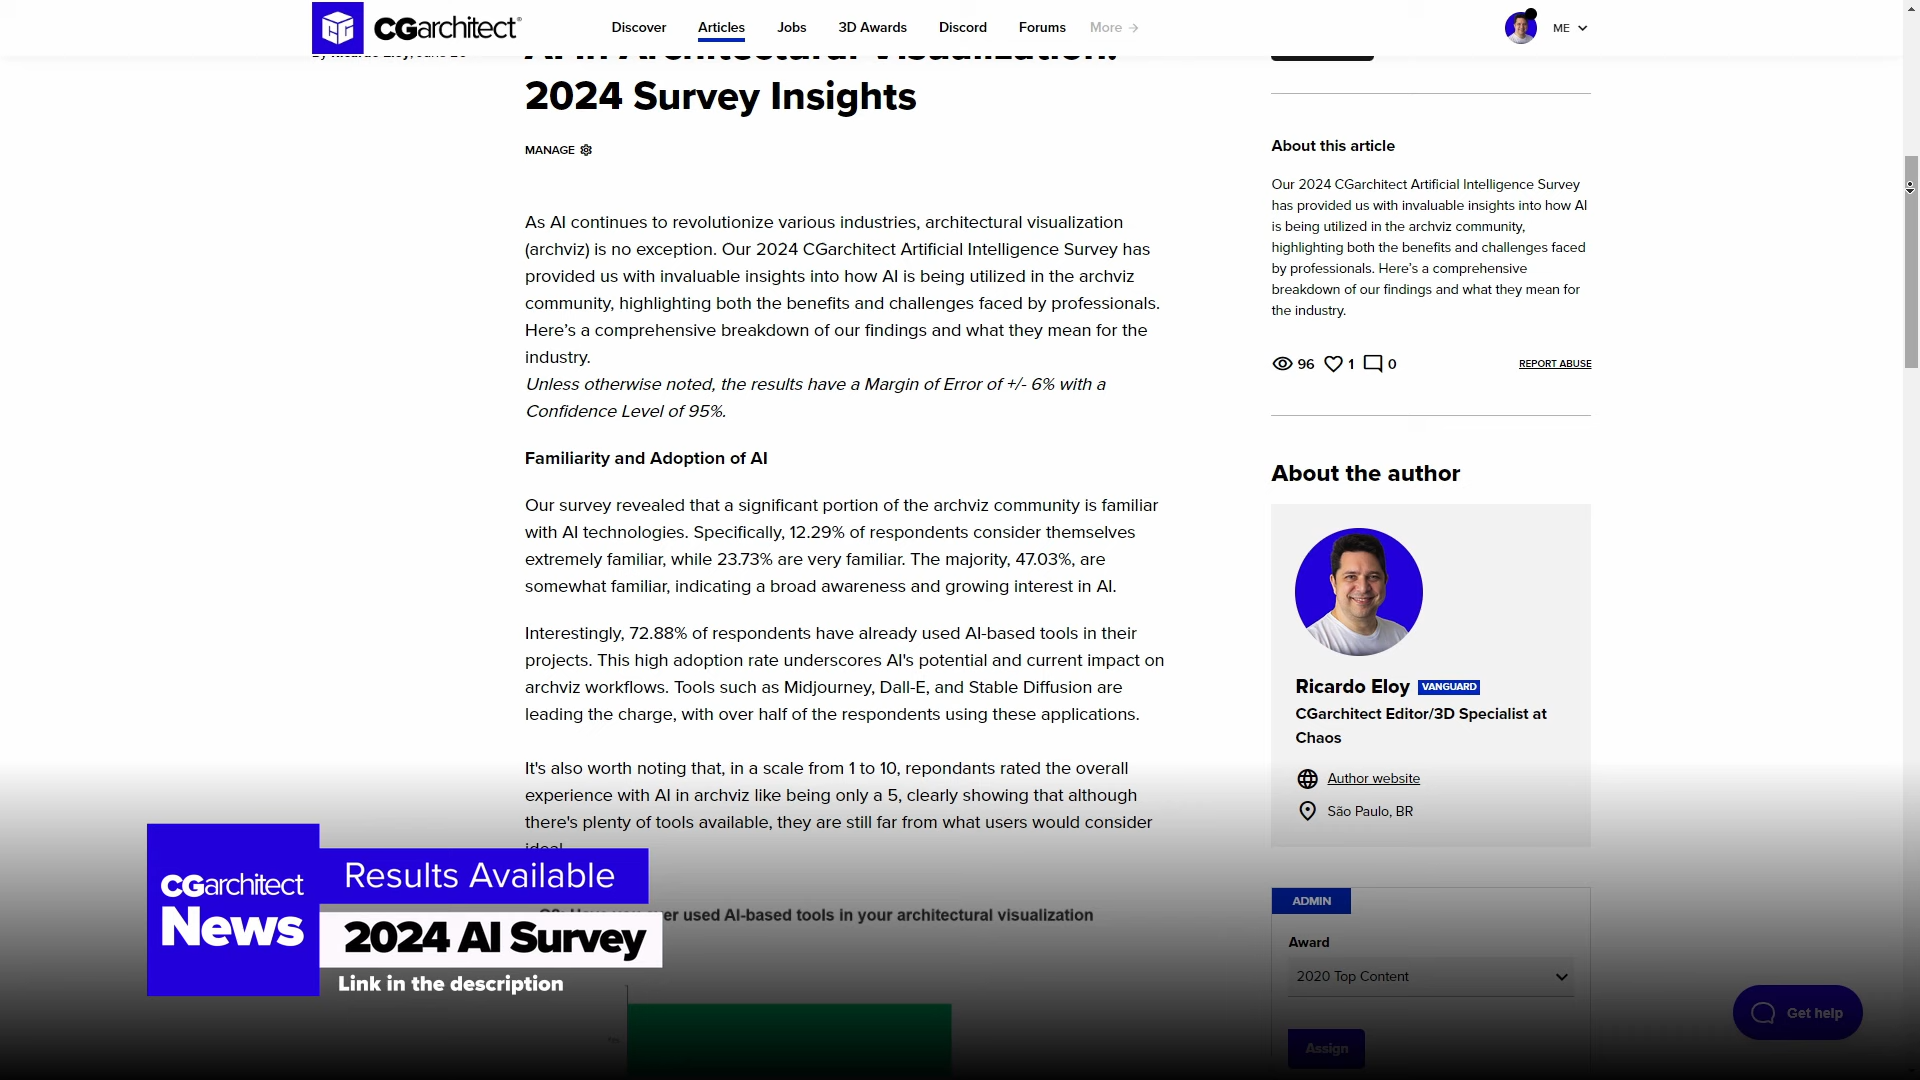 CGarchitect®
Discover
Articles
Jobs
3D Awards
Discord
Forums
More
ME
2024 Survey Insights
MANAGE
As AI continues to revolutionize various industries, architectural visualization
(archviz) is no exception. Our 2024 CGarchitect Artificial Intelligence Survey has
provided us with invaluable insights into how AI is being utilized in the archviz
community, highlighting both the benefits and challenges faced by professionals.
Here’s a comprehensive breakdown of our findings and what they mean for the
industry.
Unless otherwise noted, the results have a Margin of Error of +/- 6% with a
Confidence Level of 95%.
Familiarity and Adoption of AI
Our survey revealed that a significant portion of the archviz community is familiar
with AI technologies. Specifically, 12.29% of respondents consider themselves
extremely familiar, while 23.73% are very familiar. The majority, 47.03%, are
somewhat familiar, indicating a broad awareness and growing interest in AI.
Interestingly, 72.88% of respondents have already used AI-based tools in their
projects. This high adoption rate underscores AI's potential and current impact on
archviz workflows. Tools such as Midjourney, Dall-E, and Stable Diffusion are
leading the charge, with over half of the respondents using these applications.
It's also worth noting that, in a scale from 1 to 10, repondants rated the overall
experience with AI in archviz like being only a 5, clearly showing that although
there's plenty of tools available, they are still far from what users would consider
used AI-based tools in your architectural visualization
About this article
Our 2024 CGarchitect Artificial Intelligence Survey
has provided us with invaluable insights into how AI
is being utilized in the archviz community,
highlighting both the benefits and challenges faced
by professionals. Here’s a comprehensive
breakdown of our findings and what they mean for
the industry.
96
1
0
REPORT ABUSE
About the author
Ricardo Eloy VANGUARD
CGarchitect Editor/3D Specialist at
Chaos
Author website
São Paulo, BR
ADMIN
Award
2020 Top Content
Assign
Get help
CGarchitect
News
Results Available
2024 AI Survey
Link in the description